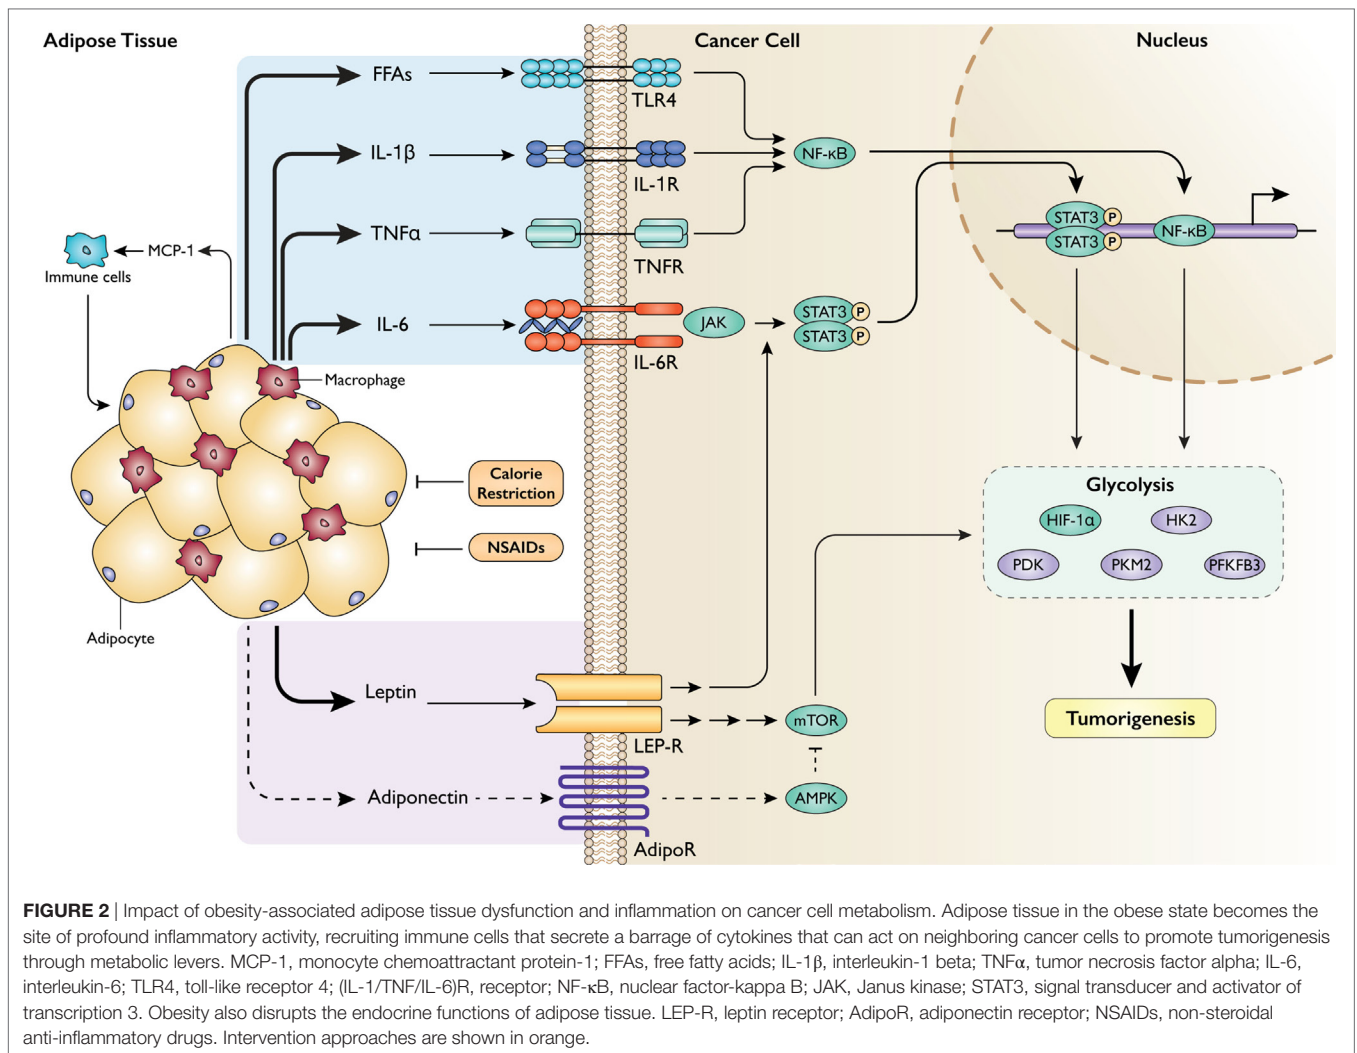 Adipose Tissue
Cancer Cell
Nucleus
FFAs
TLR4
IL-1β
IL-1R
NF-κB
TNFα
TNFR
STAT3
P
STAT3
P
NF-κB
MCP-1
Immune cells
IL-6
IL-6R
JAK
STAT3
P
STAT3
P
Macrophage
Calorie
Restriction
NSAIDs
Adipocyte
Glycolysis
HIF-1α
HK2
PDK
PKM2
PFKFB3
Tumorigenesis
Leptin
LEP-R
mTOR
Adiponectin
AdipoR
AMPK
FIGURE 2 | Impact of obesity-associated adipose tissue dysfunction and inflammation on cancer cell metabolism. Adipose tissue in the obese state becomes the
site of profound inflammatory activity, recruiting immune cells that secrete a barrage of cytokines that can act on neighboring cancer cells to promote tumorigenesis
through metabolic levers. MCP-1, monocyte chemoattractant protein-1; FFAs, free fatty acids; IL-1β, interleukin-1 beta; TNFα, tumor necrosis factor alpha; IL-6,
interleukin-6; TLR4, toll-like receptor 4; (IL-1/TNF/IL-6)R, receptor; NF-κB, nuclear factor-kappa B; JAK, Janus kinase; STAT3, signal transducer and activator of
transcription 3. Obesity also disrupts the endocrine functions of adipose tissue. LEP-R, leptin receptor; AdipoR, adiponectin receptor; NSAIDs, non-steroidal
anti-inflammatory drugs. Intervention approaches are shown in orange.